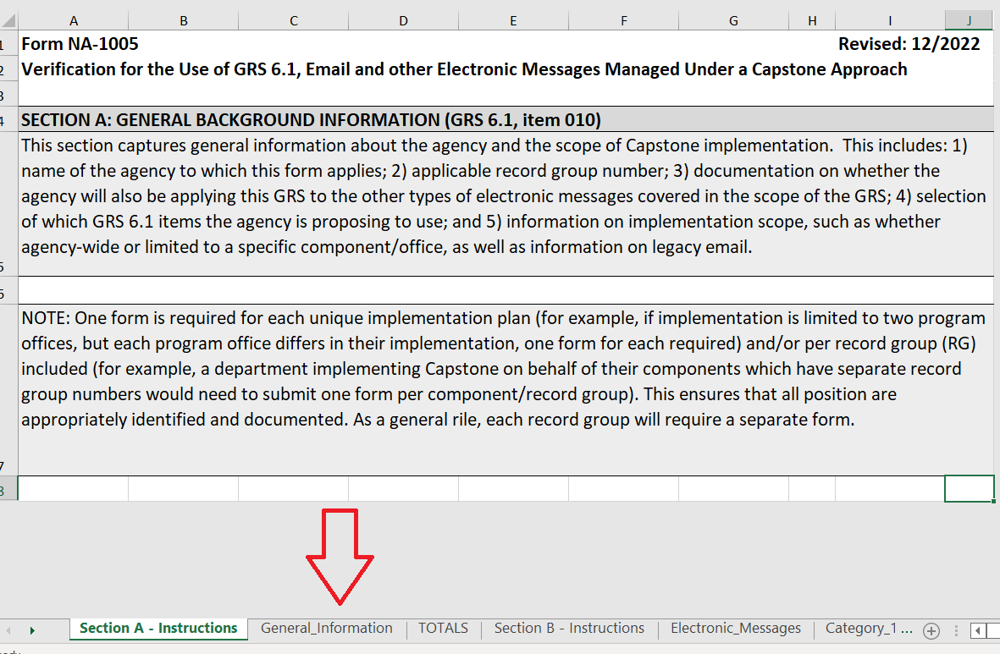 A B C D E F G H I J
1 Form NA-1005 Revised: 12/2022
2 Verification for the Use of GRS 6.1, Email and other Electronic Messages Managed Under a Capstone Approach
3
4 SECTION A: GENERAL BACKGROUND INFORMATION (GRS 6.1, item 010)
This section captures general information about the agency and the scope of Capstone implementation. This includes: 1)
name of the agency to which this form applies; 2) applicable record group number; 3) documentation on whether the
agency will also be applying this GRS to the other types of electronic messages covered in the scope of the GRS; 4) selection
of which GRS 6.1 items the agency is proposing to use; and 5) information on implementation scope, such as whether
agency-wide or limited to a specific component/office, as well as information on legacy email.
5
6
NOTE: One form is required for each unique implementation plan (for example, if implementation is limited to two program
offices, but each program office differs in their implementation, one form for each required) and/or per record group (RG)
included (for example, a department implementing Capstone on behalf of their components which have separate record
group numbers would need to submit one form per component/record group). This ensures that all position are
appropriately identified and documented. As a general rile, each record group will require a separate form.
7
8
Section A - Instructions General_Information TOTALS Section B - Instructions Electronic_Messages Category_1 ...